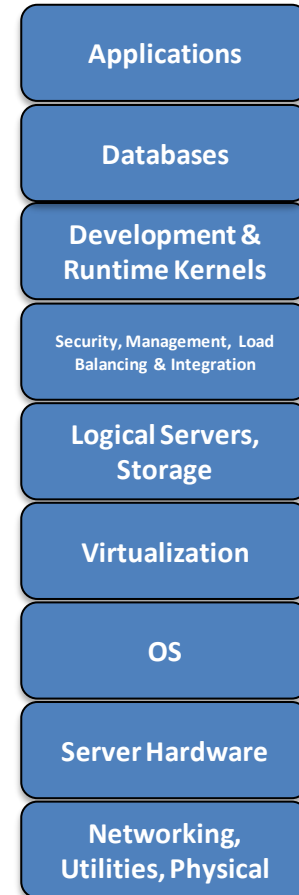 Applications
Databases
Development &
Runtime Kernels
Security, Management, Load
Balancing & Integration
Logical Servers,
Storage
Virtualization
OS
Server Hardware
Networking,
Utilities, Physical